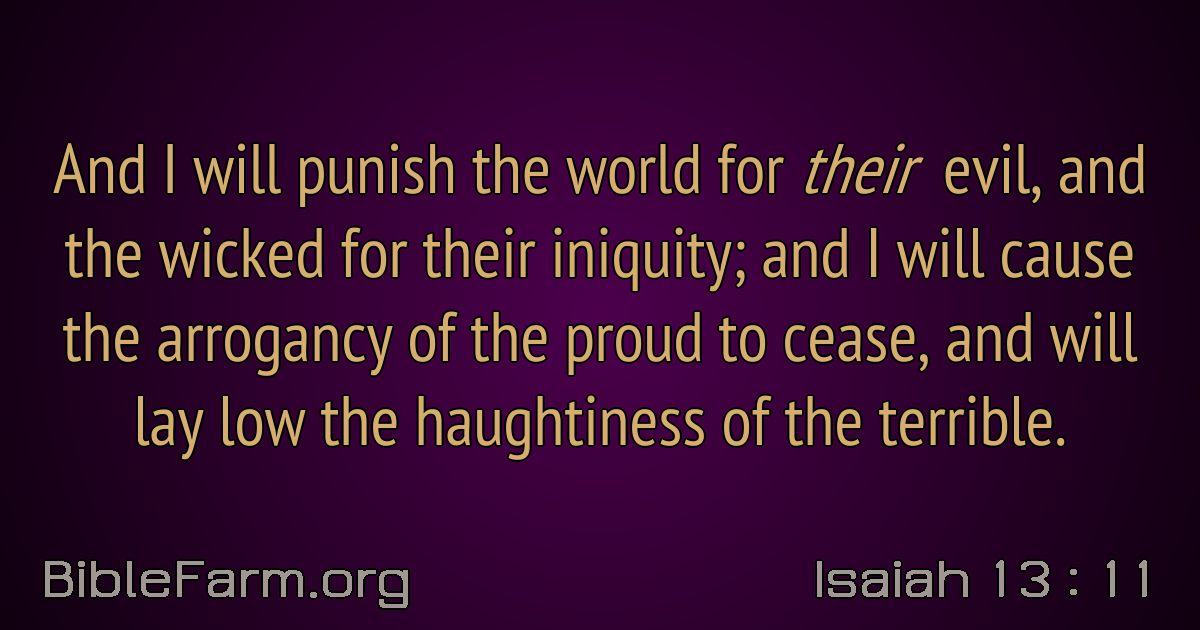 And I will punish the world for their evil, and
the wicked for their iniquity; and I will cause
the arrogancy of the proud to cease, and will
lay low the haughtiness of the terrible.
BibleFarm.org
Isaiah 13 : 11